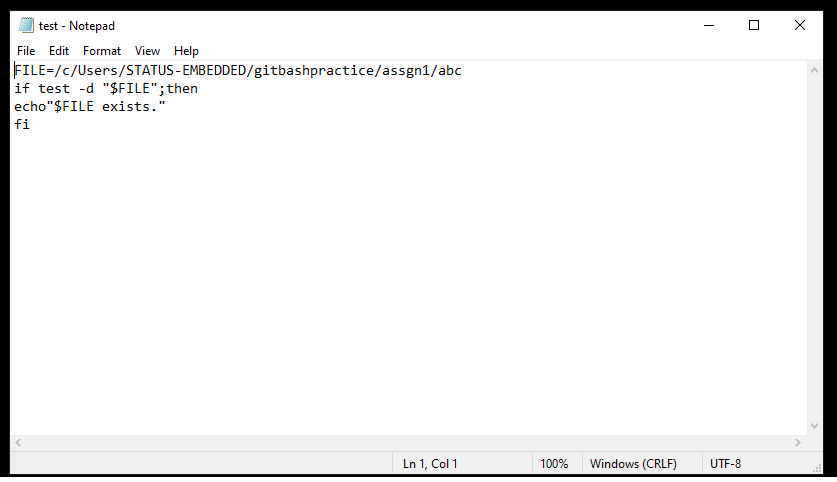 test - Notepad
File Edit Format View Help
FILE=/c/Users/STATUS-EMBEDDED/gitbashpractice/assgn1/abc
if test -d "$FILE";then
echo"$FILE exists."
fi
Ln 1, Col 1 100% Windows (CRLF) UTF-8